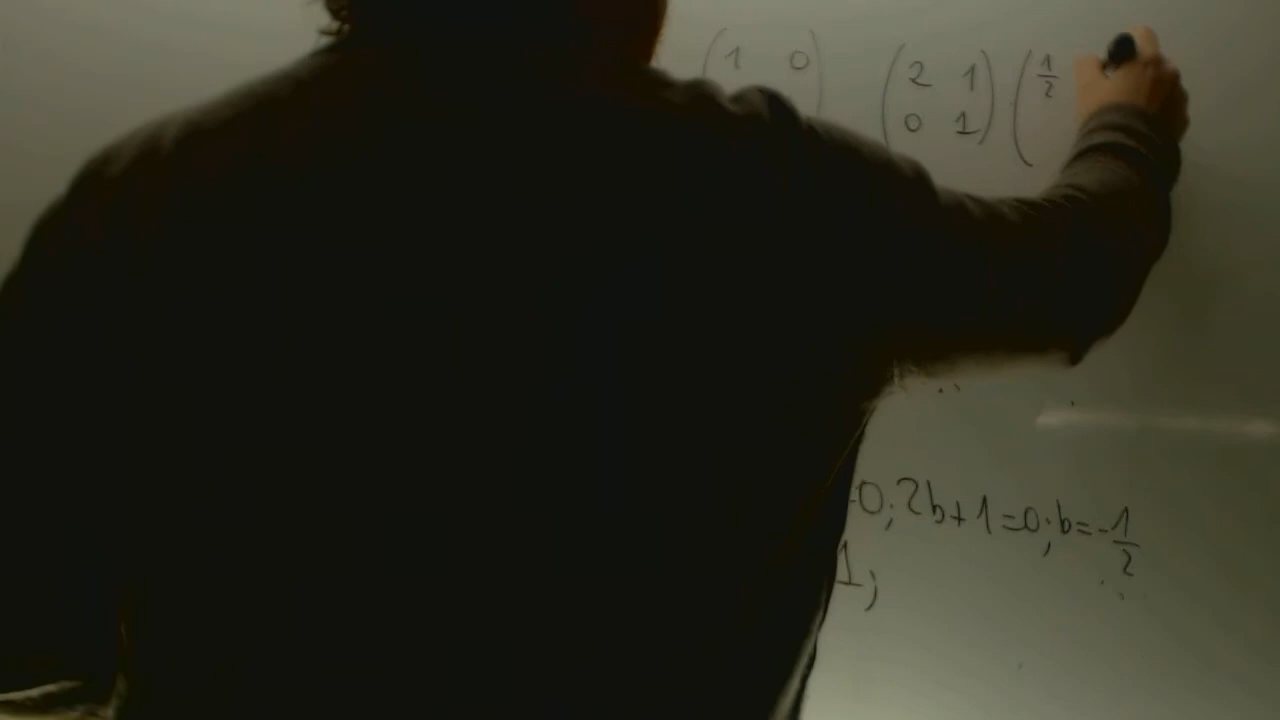 (1 0) (2 1)(1/2
(0 1)(
=0; 2b+1=0; b=-1/2
1;